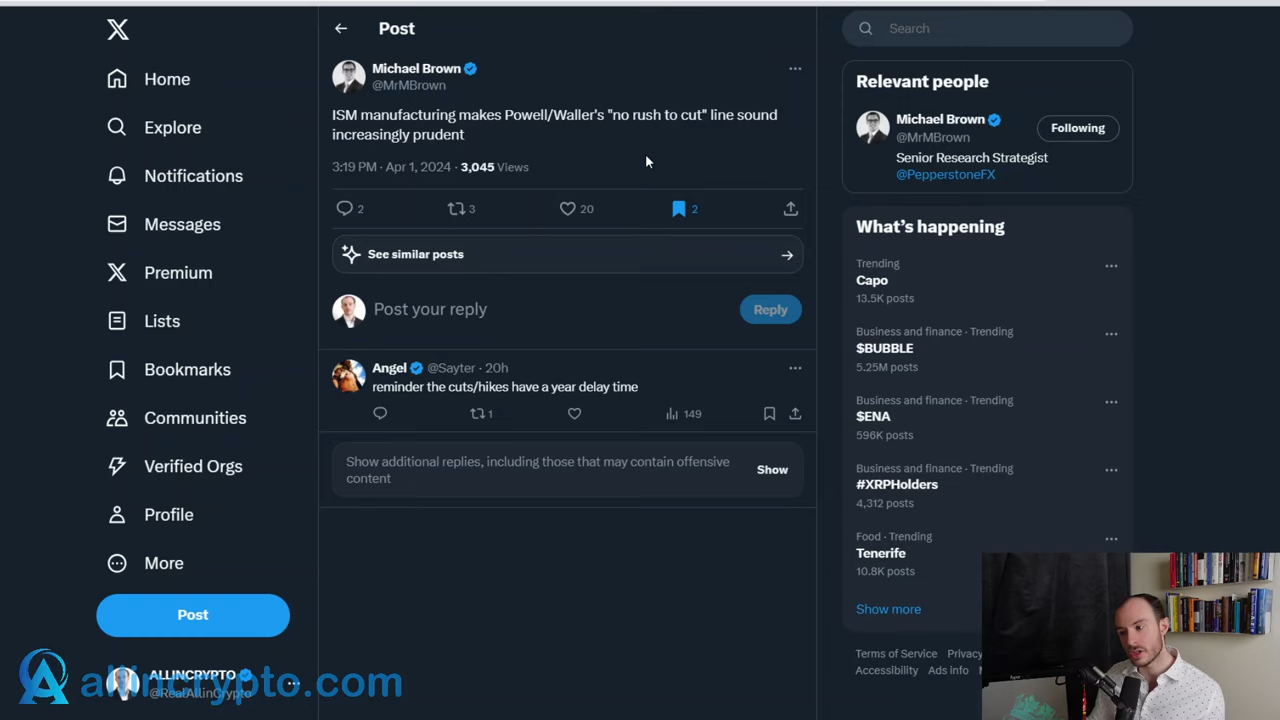 Home
Explore
Notifications
Messages
Premium
Lists
Bookmarks
Communities
Verified Orgs
Profile
More
Post
ALLINCRYPTO
@RealAllinCrypto
allincrypto.com
Post
Michael Brown
@MrMBrown
ISM manufacturing makes Powell/Waller's "no rush to cut" line sound
increasingly prudent
3:19 PM · Apr 1, 2024 · 3,045 Views
2
3
20
2
See similar posts
Post your reply
Reply
Angel @Sayter · 20h
reminder the cuts/hikes have a year delay time
1
149
Show additional replies, including those that may contain offensive
content
Show
Search
Relevant people
Michael Brown
@MrMBrown
Following
Senior Research Strategist
@PepperstoneFX
What's happening
Trending
Capo
13.5K posts
Business and finance · Trending
$BUBBLE
5.25M posts
Business and finance · Trending
$ENA
596K posts
Business and finance · Trending
#XRPHolders
4,312 posts
Food · Trending
Tenerife
10.8K posts
Show more
Terms of Service Privacy
Accessibility Ads info